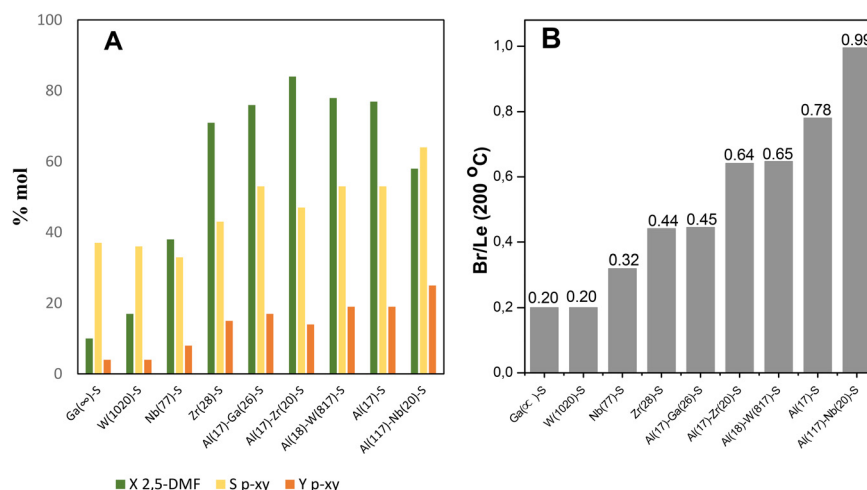 A
% mol
100
80
60
40
20
0
Ga(∞)-S
W(1020)-S
Nb(77)-S
Zr(28)-S
Al(17)-Ga(26)-S
Al(17)-Zr(20)-S
Al(18)-W(817)-S
Al(17)-S
Al(117)-Nb(20)-S
X 2,5-DMF
S p-xy
Y p-xy
B
Br/Le (200 °C)
1,0
0,8
0,6
0,4
0,2
0,0
0.20
0.20
0.32
0.44
0.45
0.64
0.65
0.78
0.99
Ga(∝ )-S
W(1020)-S
Nb(77)-S
Zr(28)-S
Al(17)-Ga(26)-S
Al(17)-Zr(20)-S
Al(18)-W(817)-S
Al(17)-S
Al(117)-Nb(20)-S